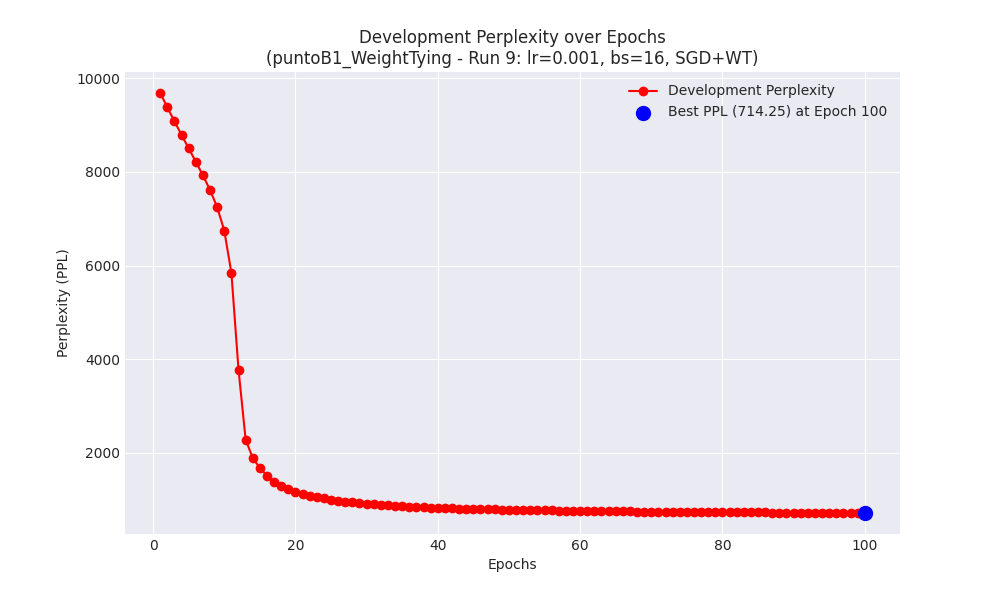 Development Perplexity over Epochs
(puntoB1_WeightTying - Run 9: lr=0.001, bs=16, SGD+WT)
Development Perplexity
Best PPL (714.25) at Epoch 100
Perplexity (PPL)
10000
8000
6000
4000
2000
0 20 40 60 80 100
Epochs